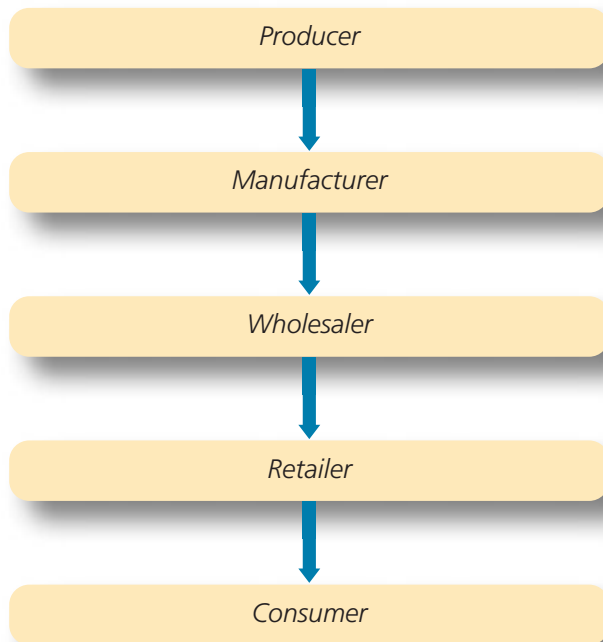 Producer
Manufacturer
Wholesaler
Retailer
Consumer